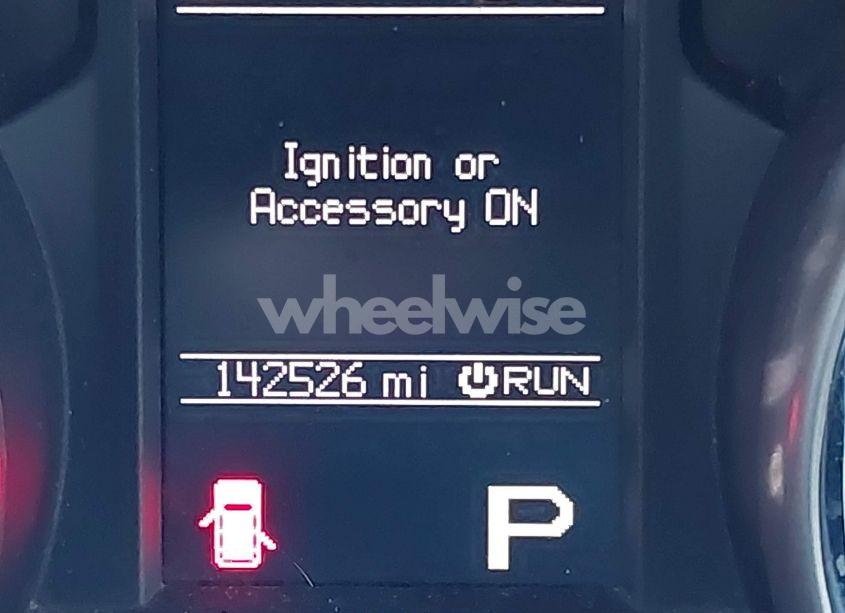 Ignition or
Accessory ON
wheelwise
142526 mi RUN
P